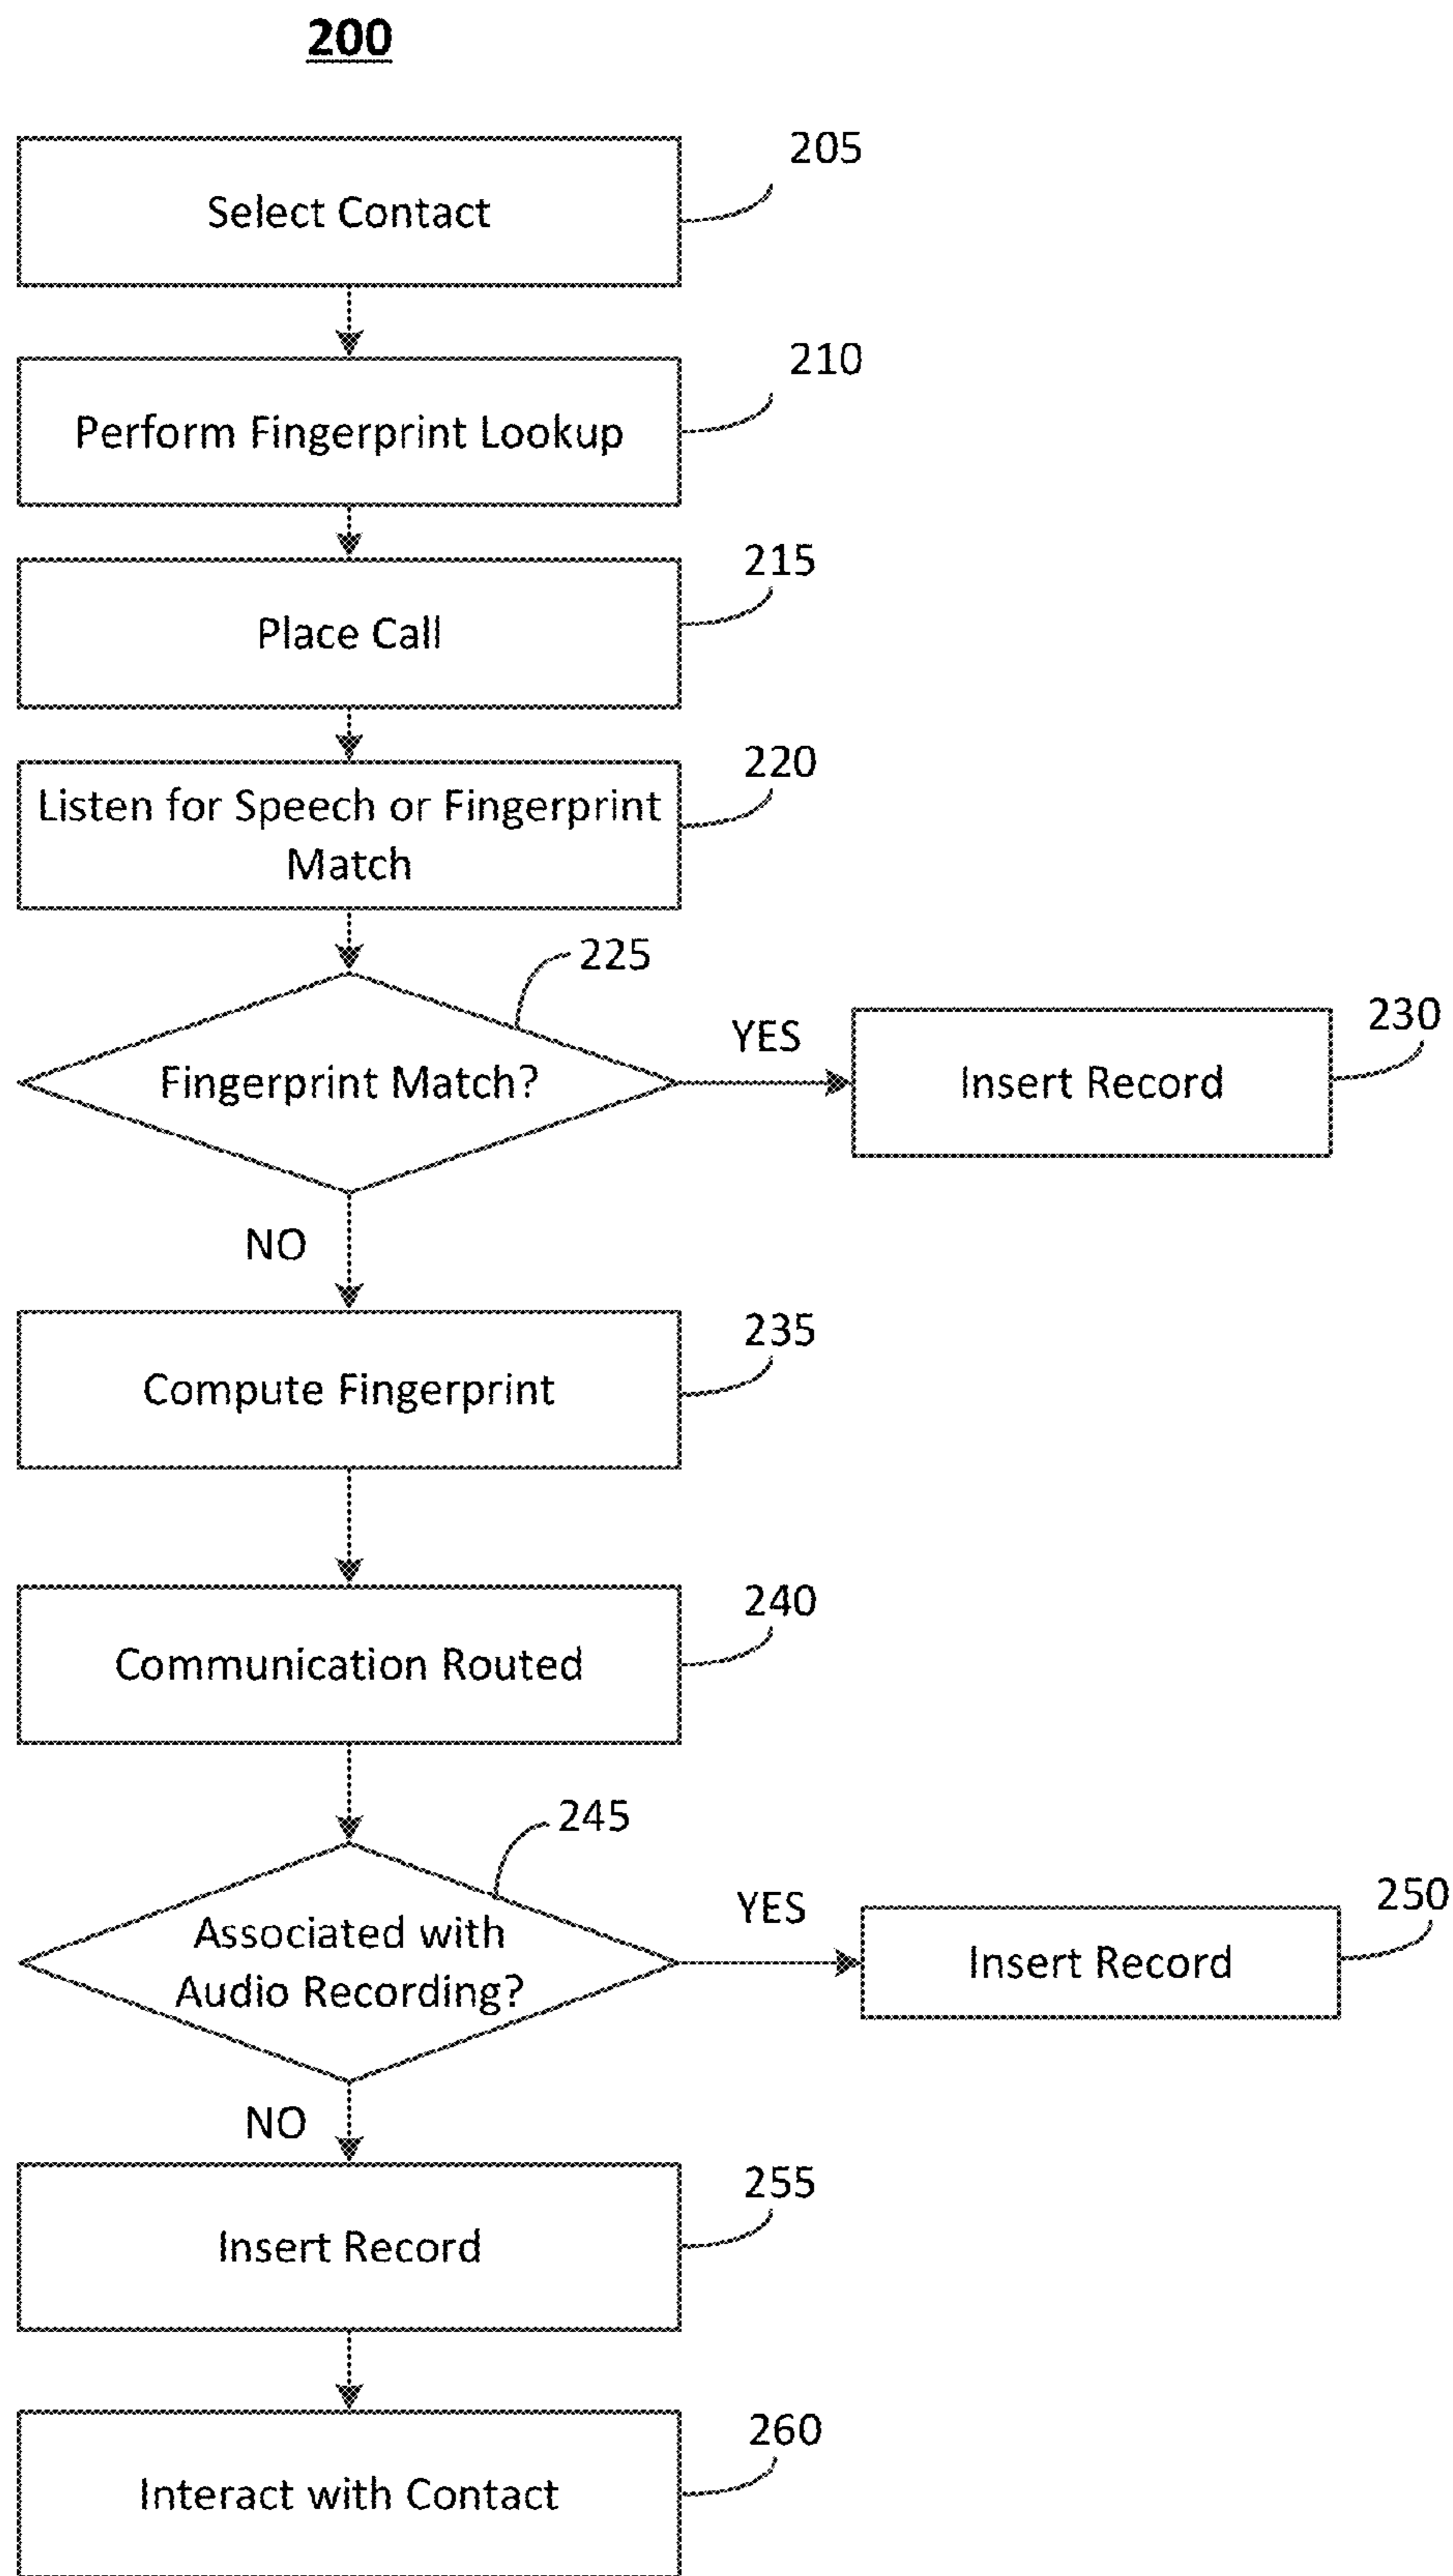 200
205
Select Contact
210
Perform Fingerprint Lookup
215
Place Call
220
Listen for Speech or Fingerprint
Match
225
YES
230
Fingerprint Match?
Insert Record
NO
235
Compute Fingerprint
240
Communication Routed
245
YES
250
Associated with
Audio Recording?
Insert Record
NO
255
Insert Record
260
Interact with Contact